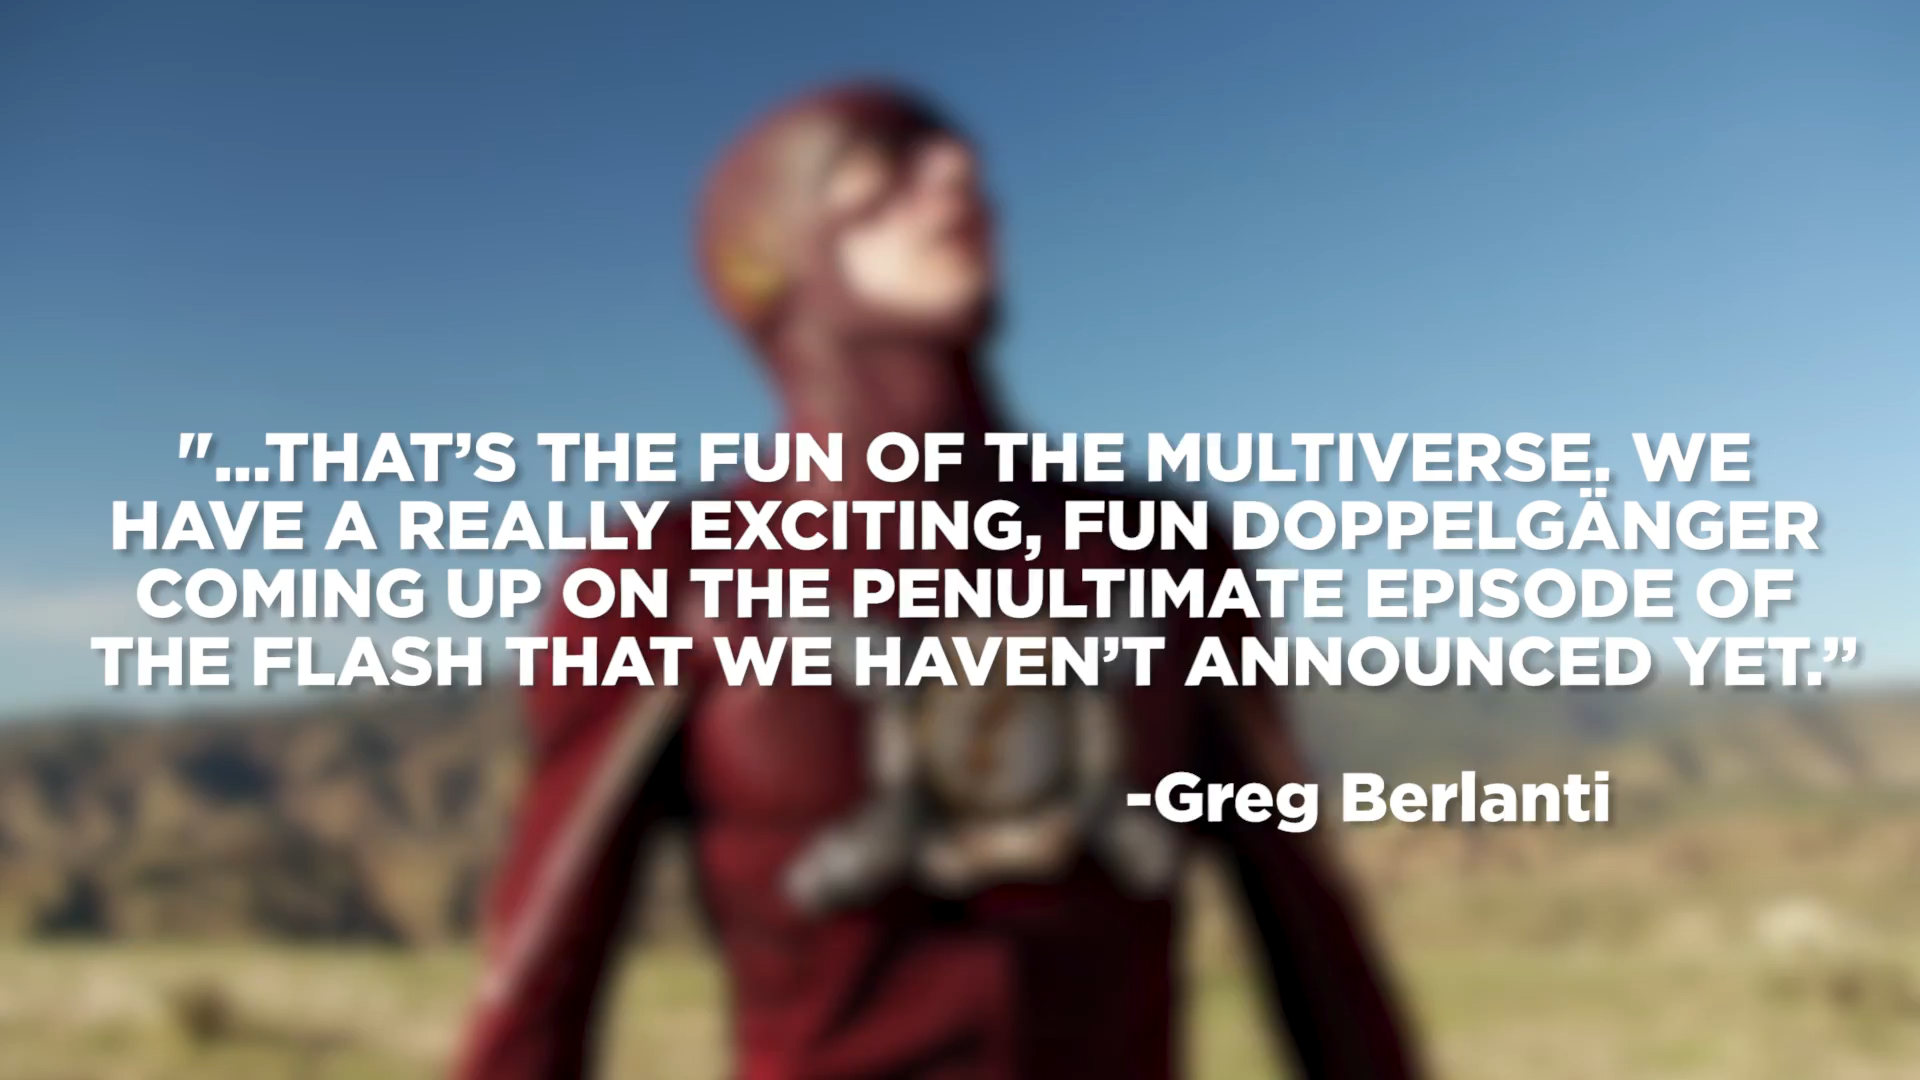 "...THAT’S THE FUN OF THE MULTIVERSE. WE
HAVE A REALLY EXCITING, FUN DOPPELGÄNGER
COMING UP ON THE PENULTIMATE EPISODE OF
THE FLASH THAT WE HAVEN’T ANNOUNCED YET.”
-Greg Berlanti